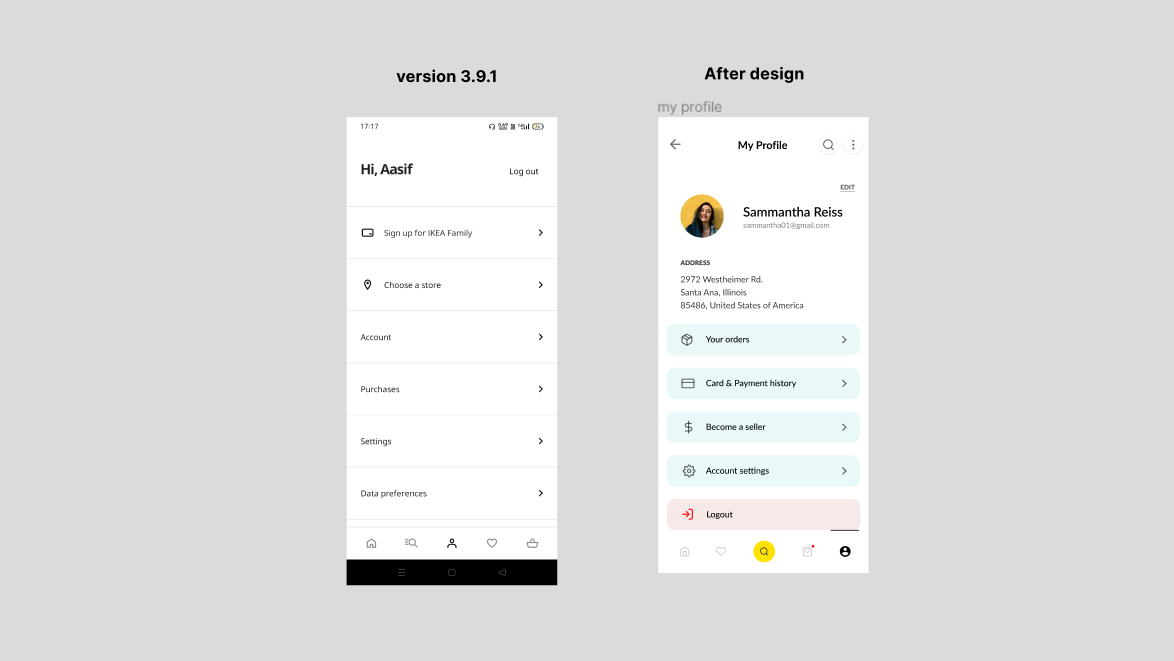 version 3.9.1
17:17
Hi, Aasif
Log out
Sign up for IKEA Family
Choose a store
Account
Purchases
Settings
Data preferences
After design
my profile
My Profile
EDIT
Sammantha Reiss
sammantha01@gmail.com
ADDRESS
2972 Westheimer Rd.
Santa Ana, Illinois
85486, United States of America
Your orders
Card & Payment history
Become a seller
Account settings
Logout